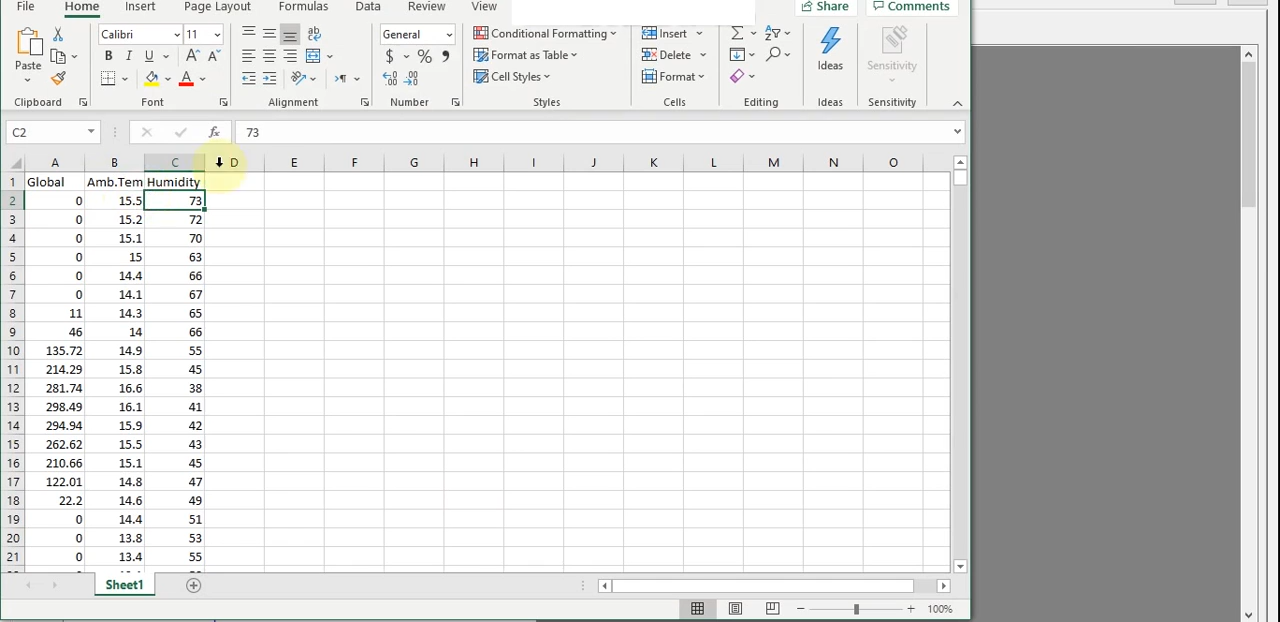 File Home Insert Page Layout Formulas Data Review View Share Comments
Calibri 11 General Conditional Formatting Insert
Paste B I U $ % Format as Table Delete Ideas Sensitivity
Cell Styles Format
Clipboard Font Alignment Number Styles Cells Editing Ideas Sensitivity
C2 fx 73
A B C D E F G H I J K L M N O
1 Global Amb.Tem Humidity
2 0 15.5 73
3 0 15.2 72
4 0 15.1 70
5 0 15 63
6 0 14.4 66
7 0 14.1 67
8 11 14.3 65
9 46 14 66
10 135.72 14.9 55
11 214.29 15.8 45
12 281.74 16.6 38
13 298.49 16.1 41
14 294.94 15.9 42
15 262.62 15.5 43
16 210.66 15.1 45
17 122.01 14.8 47
18 22.2 14.6 49
19 0 14.4 51
20 0 13.8 53
21 0 13.4 55
Sheet1
100%